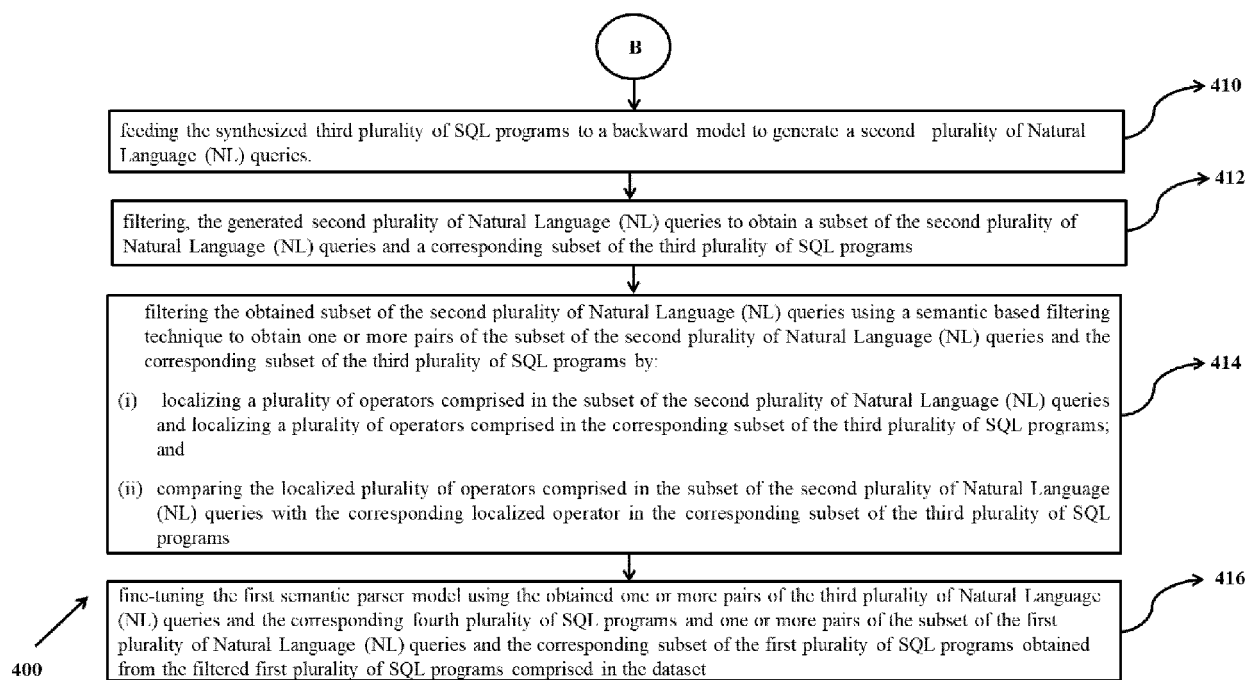 B
410
feeding the synthesized third plurality of SQL programs to a backward model to generate a second plurality of Natural
Language (NL) queries.
412
filtering, the generated second plurality of Natural Language (NL) queries to obtain a subset of the second plurality of
Natural Language (NL) queries and a corresponding subset of the third plurality of SQL programs
filtering the obtained subset of the second plurality of Natural Language (NL) queries using a semantic based filtering
technique to obtain one or more pairs of the subset of the second plurality of Natural Language (NL) queries and the
corresponding subset of the third plurality of SQL programs by:
414
(i) localizing a plurality of operators comprised in the subset of the second plurality of Natural Language (NL) queries
and localizing a plurality of operators comprised in the corresponding subset of the third plurality of SQL programs;
and
(ii) comparing the localized plurality of operators comprised in the subset of the second plurality of Natural Language
(NL) queries with the corresponding localized operator in the corresponding subset of the third plurality of SQL
programs
416
fine-tuning the first semantic parser model using the obtained one or more pairs of the third plurality of Natural Language
(NL) queries and the corresponding fourth plurality of SQL programs and one or more pairs of the subset of the first
plurality of Natural Language (NL) queries and the corresponding subset of the first plurality of SQL programs obtained
from the filtered first plurality of SQL programs comprised in the dataset
400